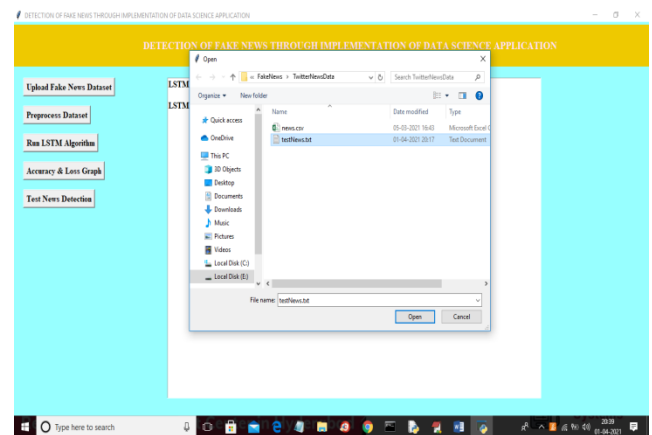 DETECTION OF FAKE NEWS THROUGH IMPLEMENTATION OF DATA SCIENCE APPLICATION
DETECTION OF FAKE NEWS THROUGH IMPLEMENTATION OF DATA SCIENCE APPLICATION
Upload Fake News Dataset
Preprocess Dataset
Run LSTM Algorithm
Accuracy & Loss Graph
Test News Detection
LSTM
LSTM
Open
« FakeNews > TwitterNewsData
Search TwitterNewsData
Organize
New folder
Name
Date modified
Type
Quick access
OneDrive
This PC
3D Objects
Desktop
Documents
Downloads
Music
Pictures
Videos
Local Disk (C:)
Local Disk (E:)
news.csv
05-03-2021 16:43
Microsoft Excel C
testNews.txt
01-04-2021 20:17
Text Document
File name: testNews.txt
Open
Cancel
Type here to search
20:39
01-04-2021